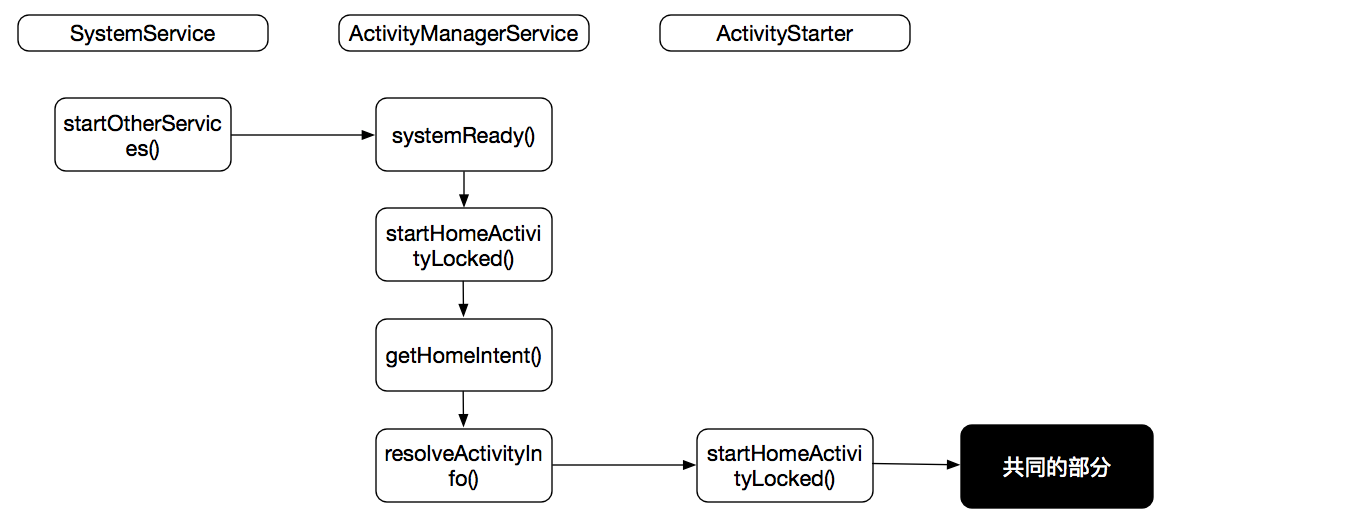 SystemService
ActivityManagerService
ActivityStarter
startOtherServic
es()
systemReady()
startHomeActivi
tyLocked()
getHomeIntent()
resolveActivityIn
fo()
startHomeActivi
tyLocked()
共同的部分